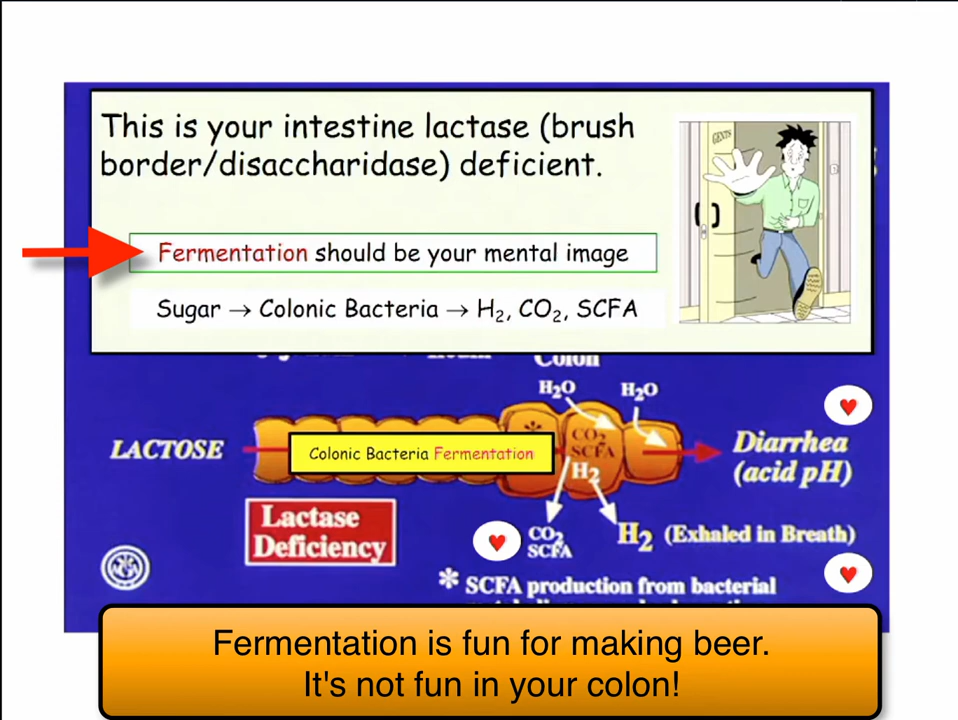 This is your intestine lactase (brush
border/disaccharidase) deficient.
GENTS
Fermentation should be your mental image
Sugar → Colonic Bacteria → H₂, CO₂, SCFA
Colon
H₂O H₂O
LACTOSE
Colonic Bacteria Fermentation
*
CO₂
SCFA
H₂
Diarrhea
(acid pH)
Lactase
Deficiency
CO₂
SCFA
H₂ (Exhaled in Breath)
* SCFA production from bacterial
Fermentation is fun for making beer.
It's not fun in your colon!